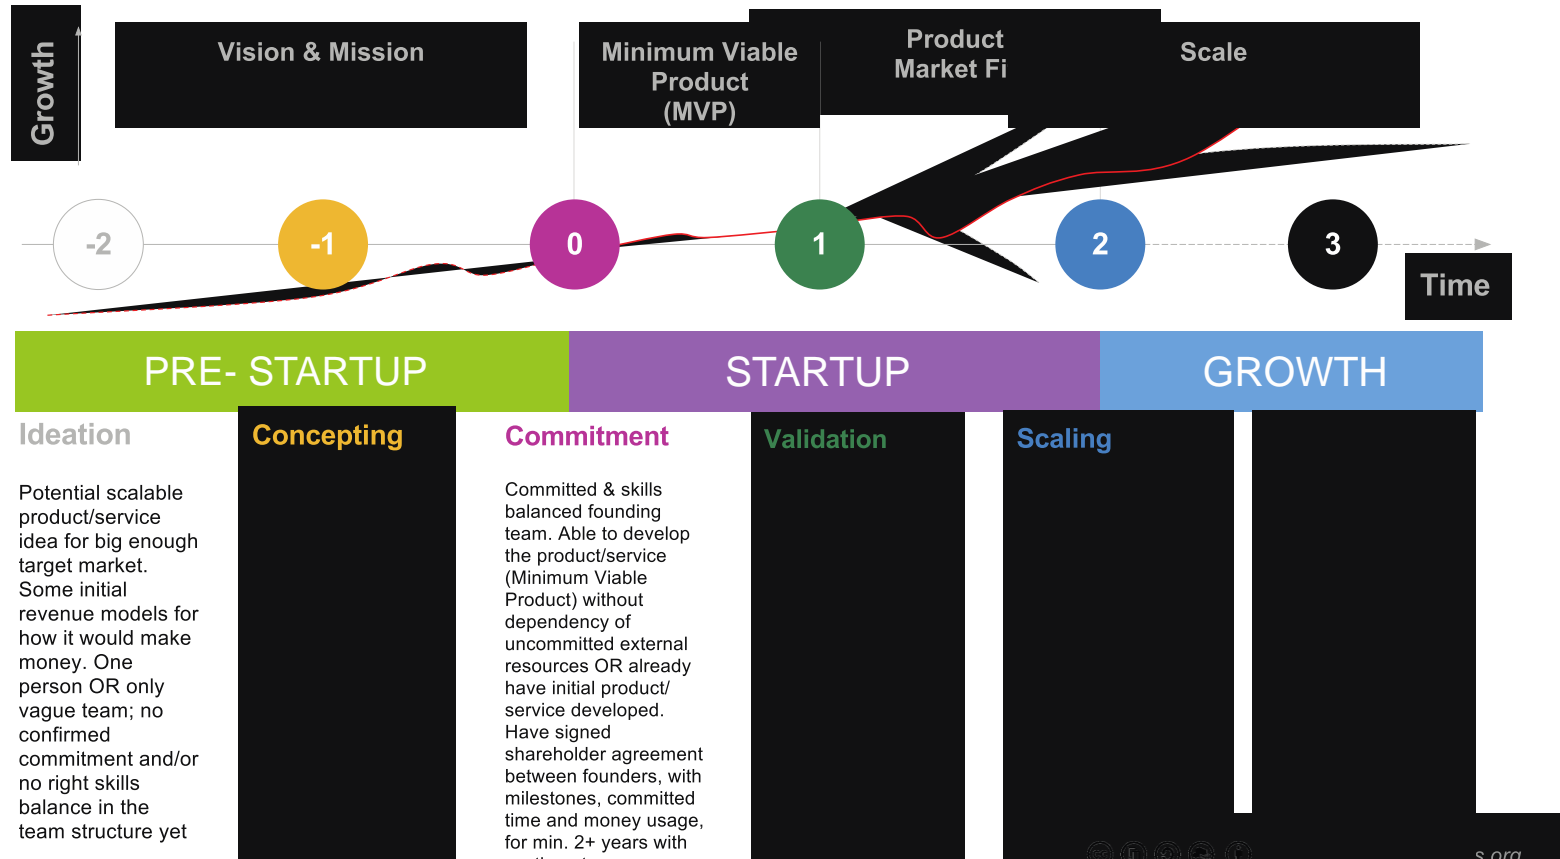 Growth
Vision & Mission
Minimum Viable
Product
(MVP)
Product
Market Fi
Scale
-2
-1
0
1
2
3
Time
PRE- STARTUP
STARTUP
GROWTH
Ideation
Potential scalable
product/service
idea for big enough
target market.
Some initial
revenue models for
how it would make
money. One
person OR only
vague team; no
confirmed
commitment and/or
no right skills
balance in the
team structure yet
Concepting
Commitment
Committed & skills
balanced founding
team. Able to develop
the product/service
(Minimum Viable
Product) without
dependency of
uncommitted external
resources OR already
have initial product/
service developed.
Have signed
shareholder agreement
between founders, with
milestones, committed
time and money usage,
for min. 2+ years with
Validation
Scaling
s.org